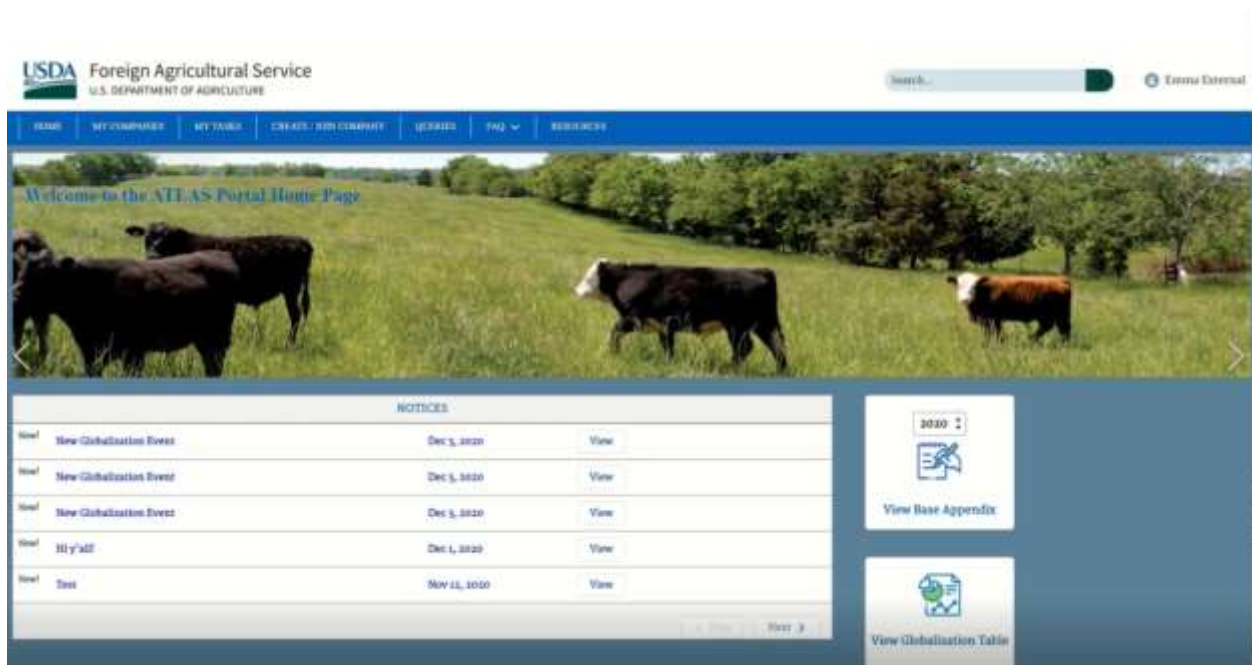 USDA Foreign Agricultural Service
U.S. DEPARTMENT OF AGRICULTURE
Search...
Emma External
HOME MY COMPANIES MY TASKS CREATE / JOIN COMPANY QUERIES FAQ RESOURCES
Welcome to the ATLAS Portal Home Page
NOTICES
New! New Globalization Event Dec 3, 2020 View
New! New Globalization Event Dec 3, 2020 View
New! New Globalization Event Dec 3, 2020 View
New! Hi y'all! Dec 1, 2020 View
New! Test Nov 12, 2020 View
Next
2020
View Base Appendix
View Globalization Table